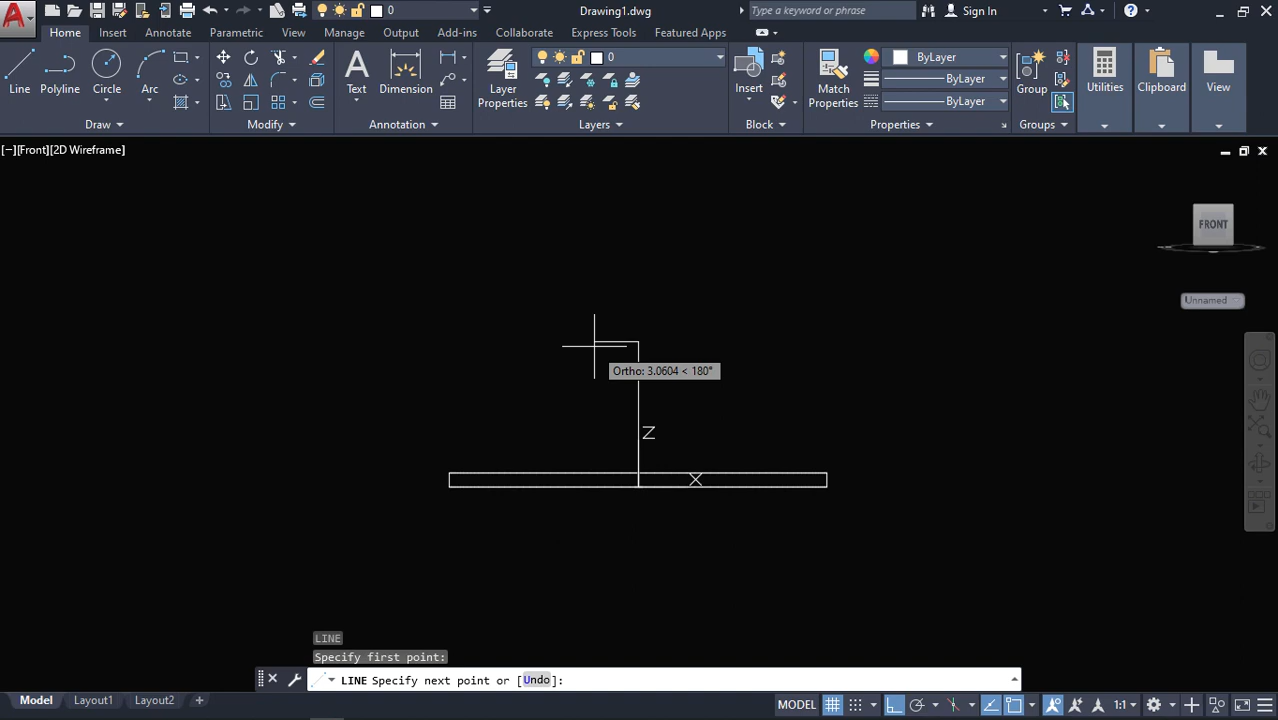 0 Drawing1.dwg Type a keyword or phrase Sign In
Home Insert Annotate Parametric View Manage Output Add-ins Collaborate Express Tools Featured Apps
0 ByLayer
ByLayer
ByLayer
Line Polyline Circle Arc Text Dimension Layer Properties Insert Match Properties Group Utilities Clipboard View
Draw Modify Annotation Layers Block Properties Groups
[−][Front][2D Wireframe]
FRONT
Unnamed
Ortho: 3.0604 < 180°
Z
X
LINE
Specify first point:
LINE Specify next point or [Undo]:
Model Layout1 Layout2 + MODEL 1:1